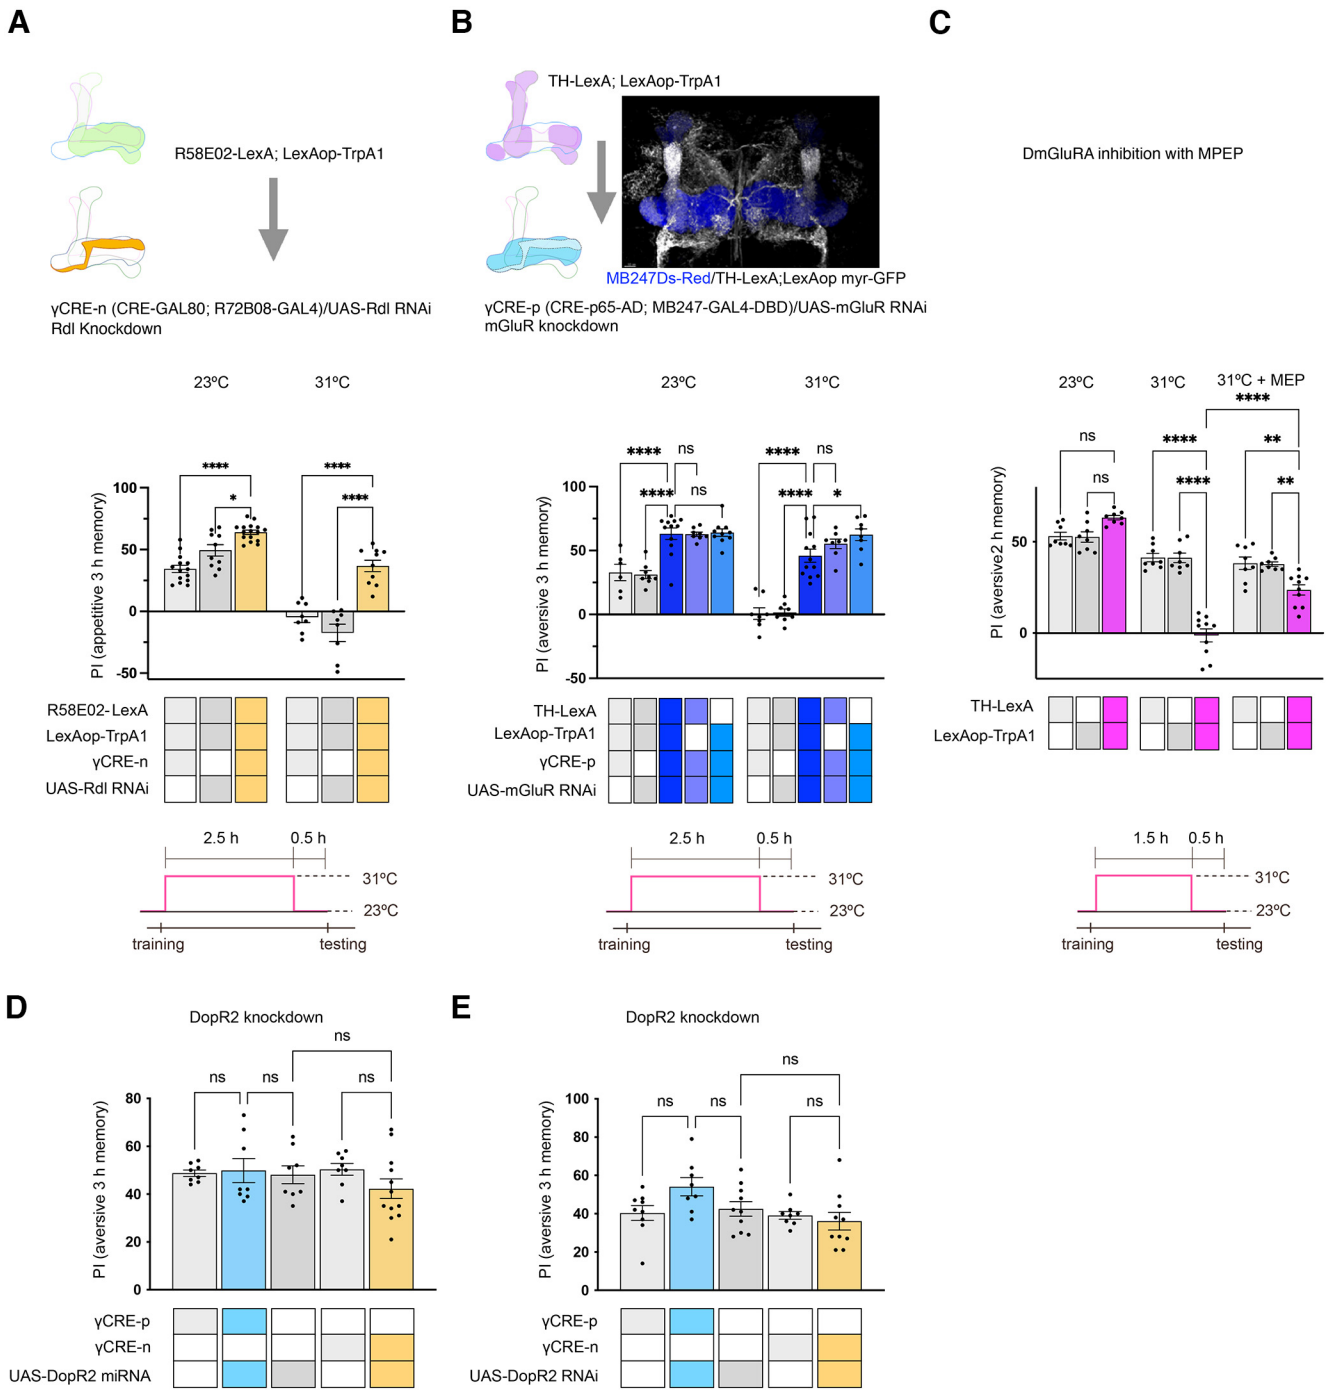 A
B
C
TH-LexA; LexAop-TrpA1
R58E02-LexA; LexAop-TrpA1
DmGluRA inhibition with MPEP
MB247Ds-Red/TH-LexA;LexAop myr-GFP
γCRE-n (CRE-GAL80; R72B08-GAL4)/UAS-Rdl RNAi
Rdl Knockdown
γCRE-p (CRE-p65-AD; MB247-GAL4-DBD)/UAS-mGluR RNAi
mGluR knockdown
23ºC
31ºC
PI (appetitive 3 h memory)
100
50
0
-50
****
*
****
****
R58E02-LexA
LexAop-TrpA1
γCRE-n
UAS-Rdl RNAi
2.5 h
0.5 h
31ºC
23ºC
training
testing
23ºC
31ºC
PI (aversive 3 h memory)
100
50
0
-50
****
ns
****
ns
****
ns
****
*
TH-LexA
LexAop-TrpA1
γCRE-p
UAS-mGluR RNAi
2.5 h
0.5 h
31ºC
23ºC
training
testing
23ºC
31ºC
31ºC + MEP
PI (aversive2 h memory)
50
0
ns
ns
****
****
****
**
**
TH-LexA
LexAop-TrpA1
1.5 h
0.5 h
31ºC
23ºC
training
testing
D
DopR2 knockdown
PI (aversive 3 h memory)
80
60
40
20
0
ns
ns
ns
ns
γCRE-p
γCRE-n
UAS-DopR2 miRNA
E
DopR2 knockdown
PI (aversive 3 h memory)
100
80
60
40
20
0
ns
ns
ns
ns
γCRE-p
γCRE-n
UAS-DopR2 RNAi